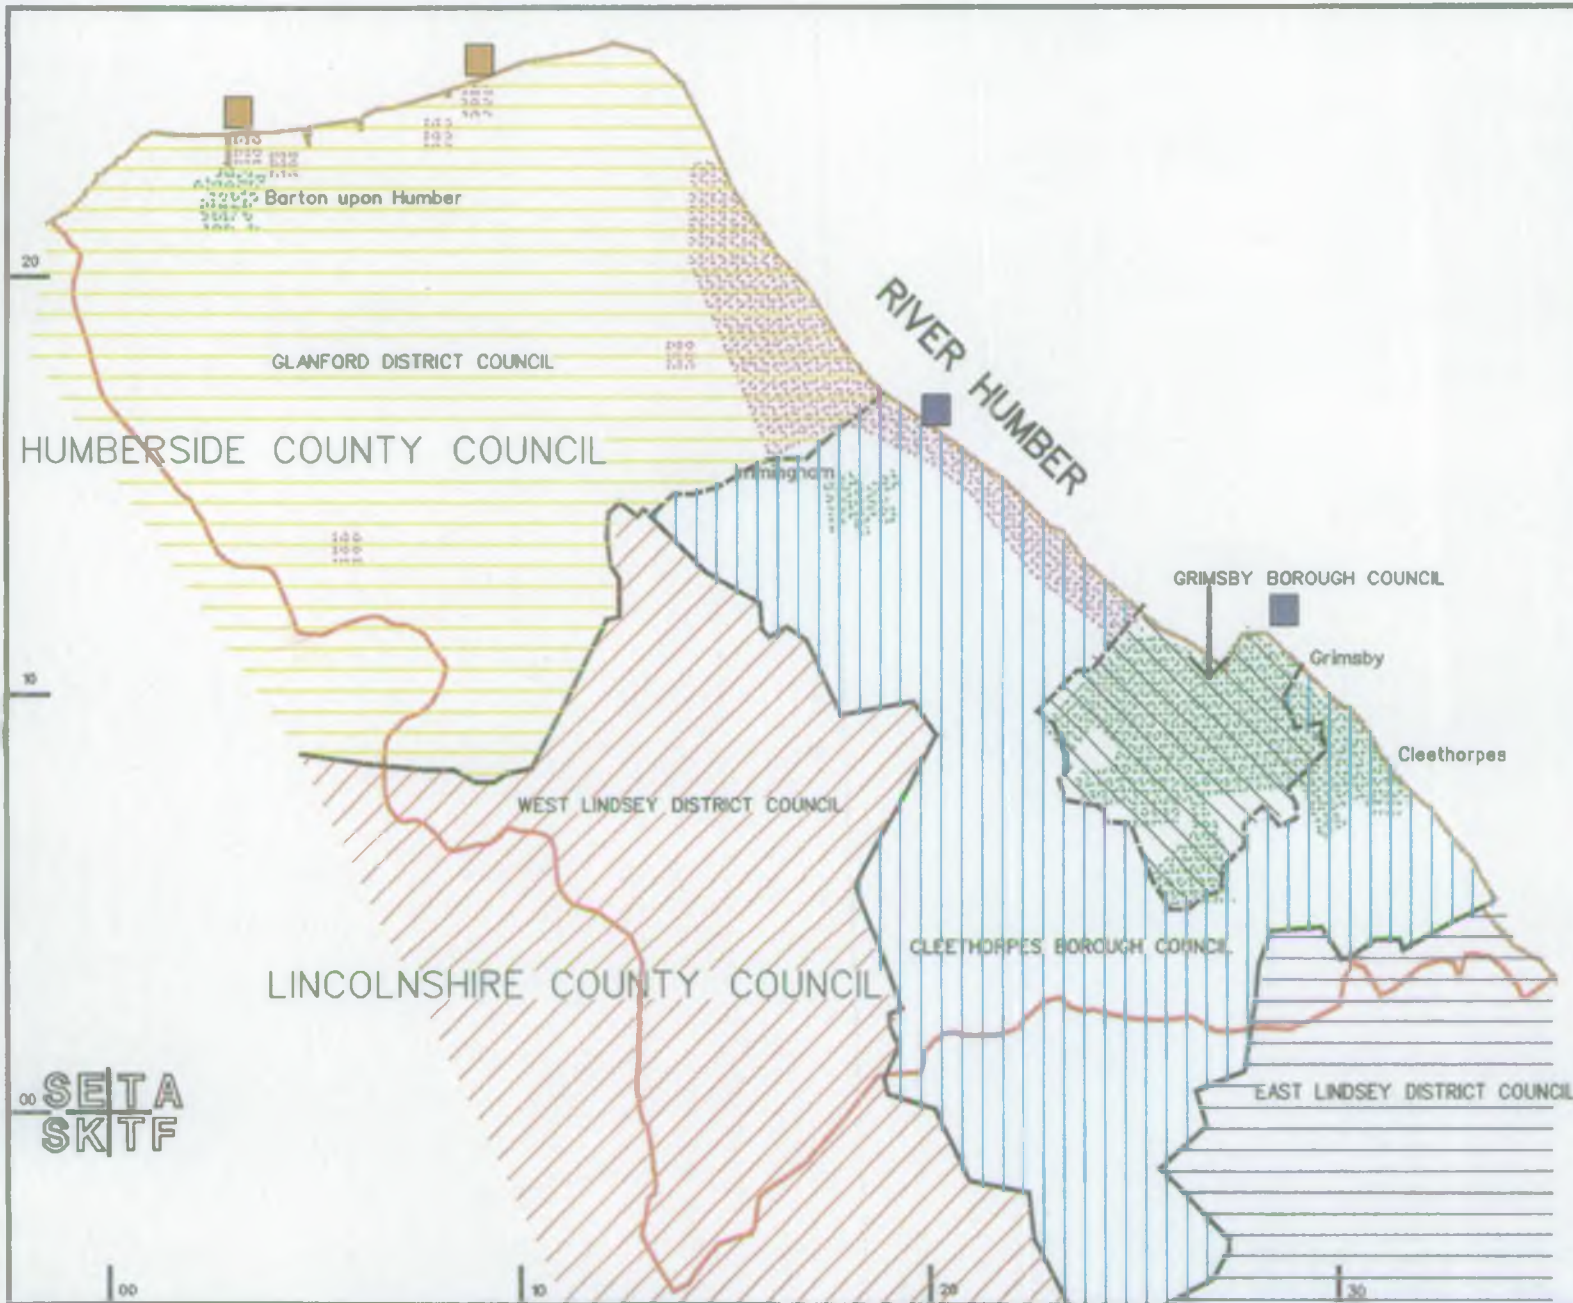 Barton upon Humber
20
RIVER HUMBER
GLANFORD DISTRICT COUNCIL
HUMBERSIDE COUNTY COUNCIL
Immingham
GRIMSBY BOROUGH COUNCIL
Grimsby
10
Cleethorpes
WEST LINDSEY DISTRICT COUNCIL
CLEETHORPES BOROUGH COUNCIL
LINCOLNSHIRE COUNTY COUNCIL
00
SE TA
SK TF
EAST LINDSEY DISTRICT COUNCIL
00
10
20
30